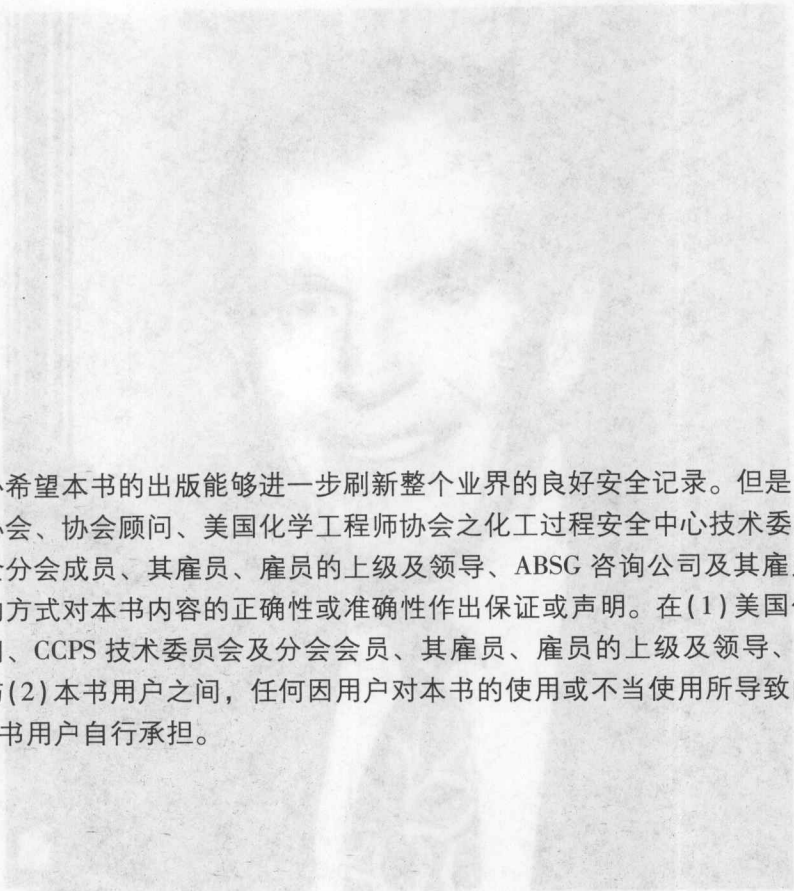 希望本书的出版能够进一步刷新整个业界的良好安全记录。但是
会、协会顾问、美国化学工程师协会之化工过程安全中心技术委
分会成员、其雇员、雇员的上级及领导、ABSG 咨询公司及其雇
方式对本书内容的正确性或准确性作出保证或声明。在(1)美国
、CCPS 技术委员会及分会会员、其雇员、雇员的上级及领导、
(2)本书用户之间，任何因用户对本书的使用或不当使用所导致
书用户自行承担。